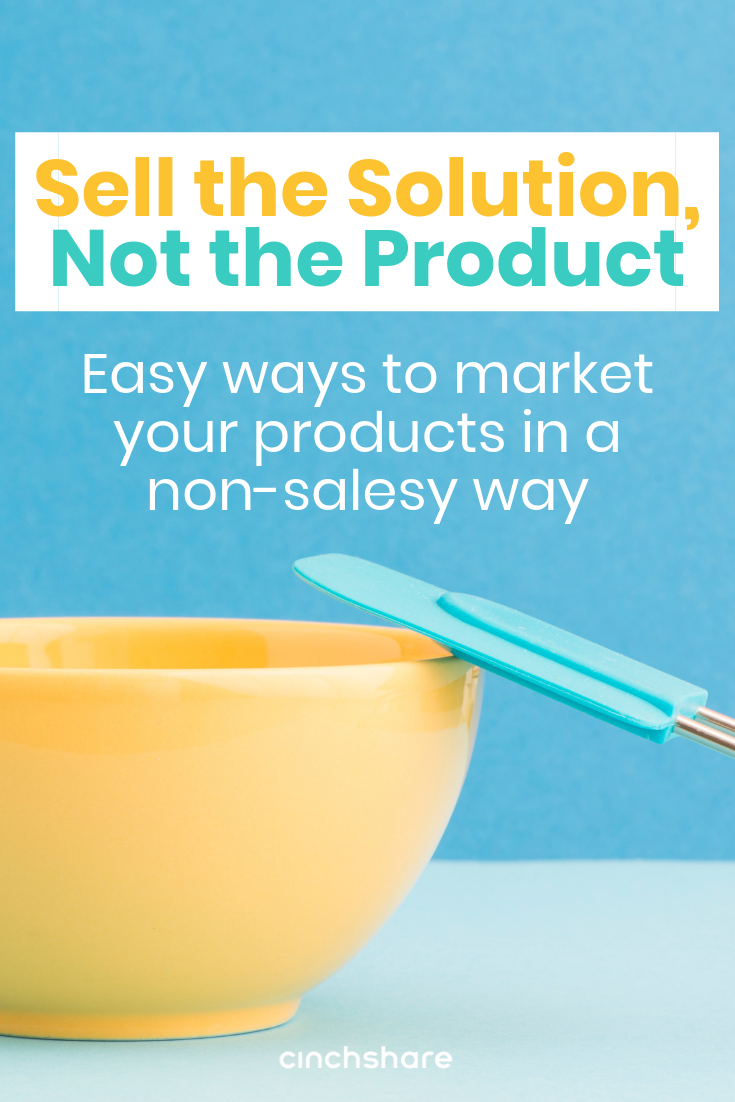 Sell the Solution,
Not the Product
Easy ways to market
your products in a
non-salesy way
cinchshare